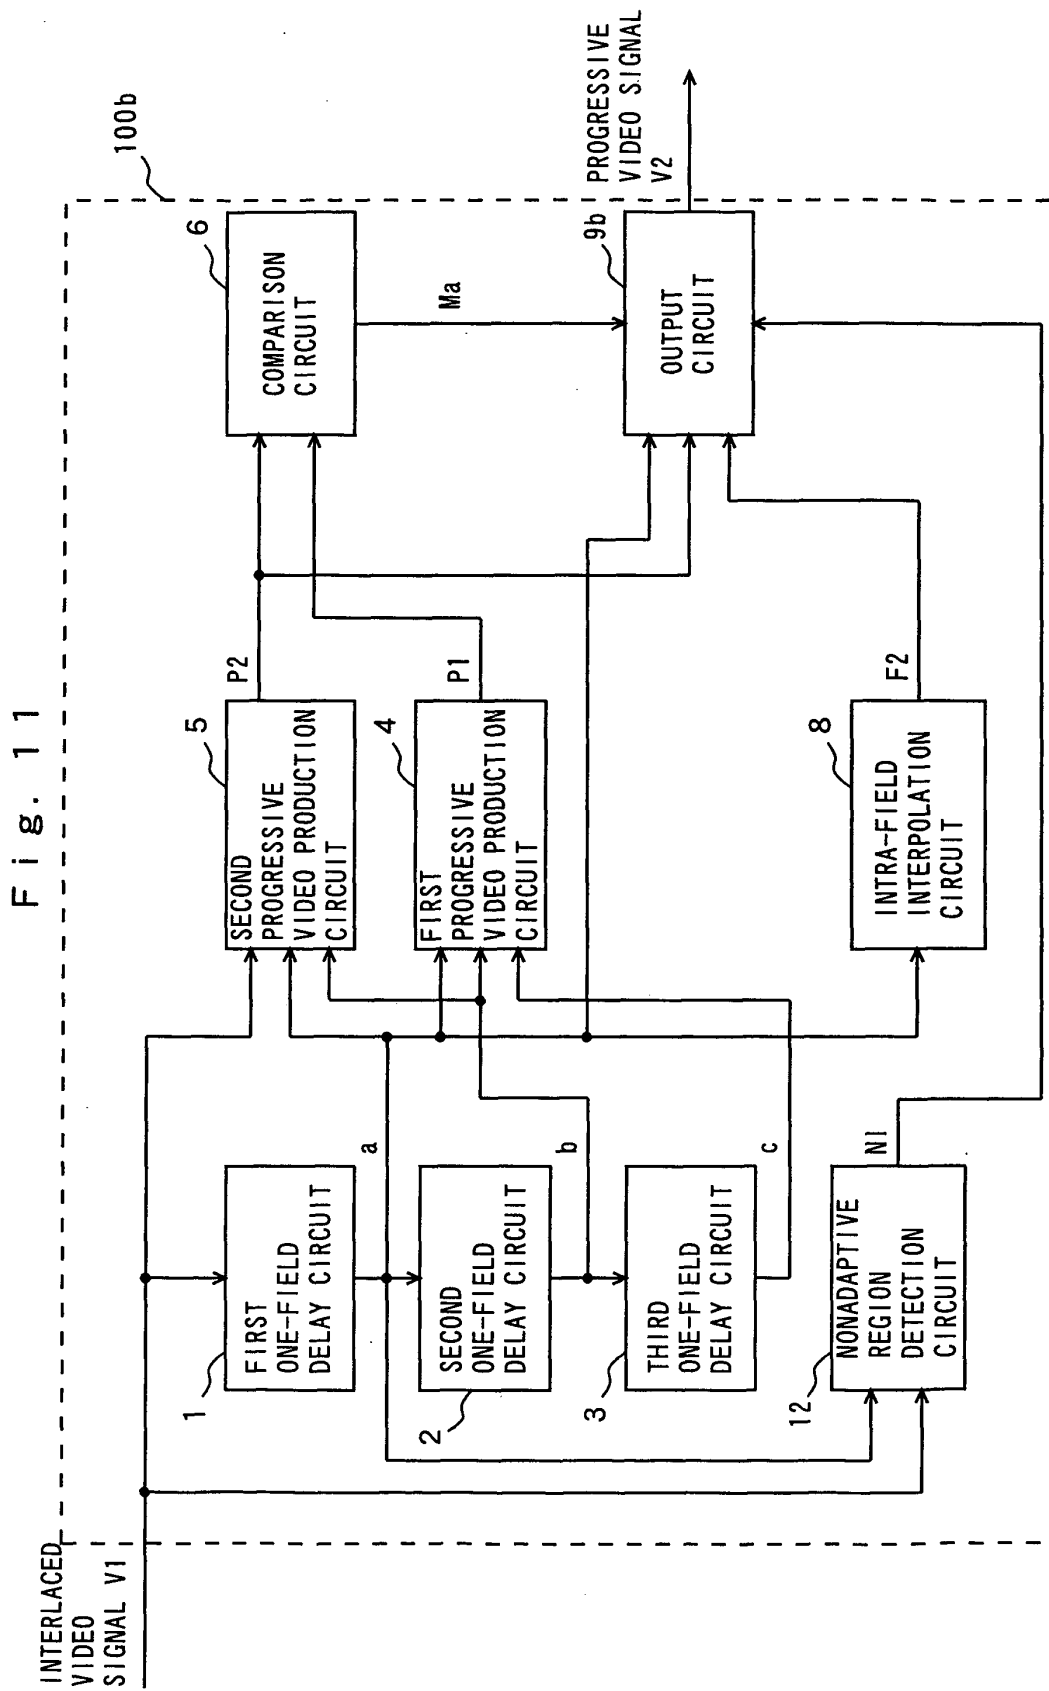 Fig. 11
INTERLACED
VIDEO
SIGNAL V1
100b
1
FIRST
ONE-FIELD
DELAY CIRCUIT
a
2
SECOND
ONE-FIELD
DELAY CIRCUIT
b
3
THIRD
ONE-FIELD
DELAY CIRCUIT
c
12
NONADAPTIVE
REGION
DETECTION
CIRCUIT
NI
5
SECOND
PROGRESSIVE
VIDEO PRODUCTION
CIRCUIT
P2
4
FIRST
PROGRESSIVE
VIDEO PRODUCTION
CIRCUIT
P1
8
INTRA-FIELD
INTERPOLATION
CIRCUIT
F2
6
COMPARISON
CIRCUIT
Ma
9b
OUTPUT
CIRCUIT
PROGRESSIVE
VIDEO SIGNAL
V2